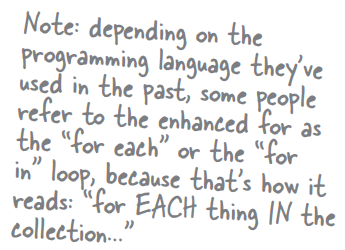 Note: depending on the
programming language they've
used in the past, some people
refer to the enhanced for as
the “for each” or the “for
in” loop, because that's how it
reads: “for EACH thing IN the
collection...”